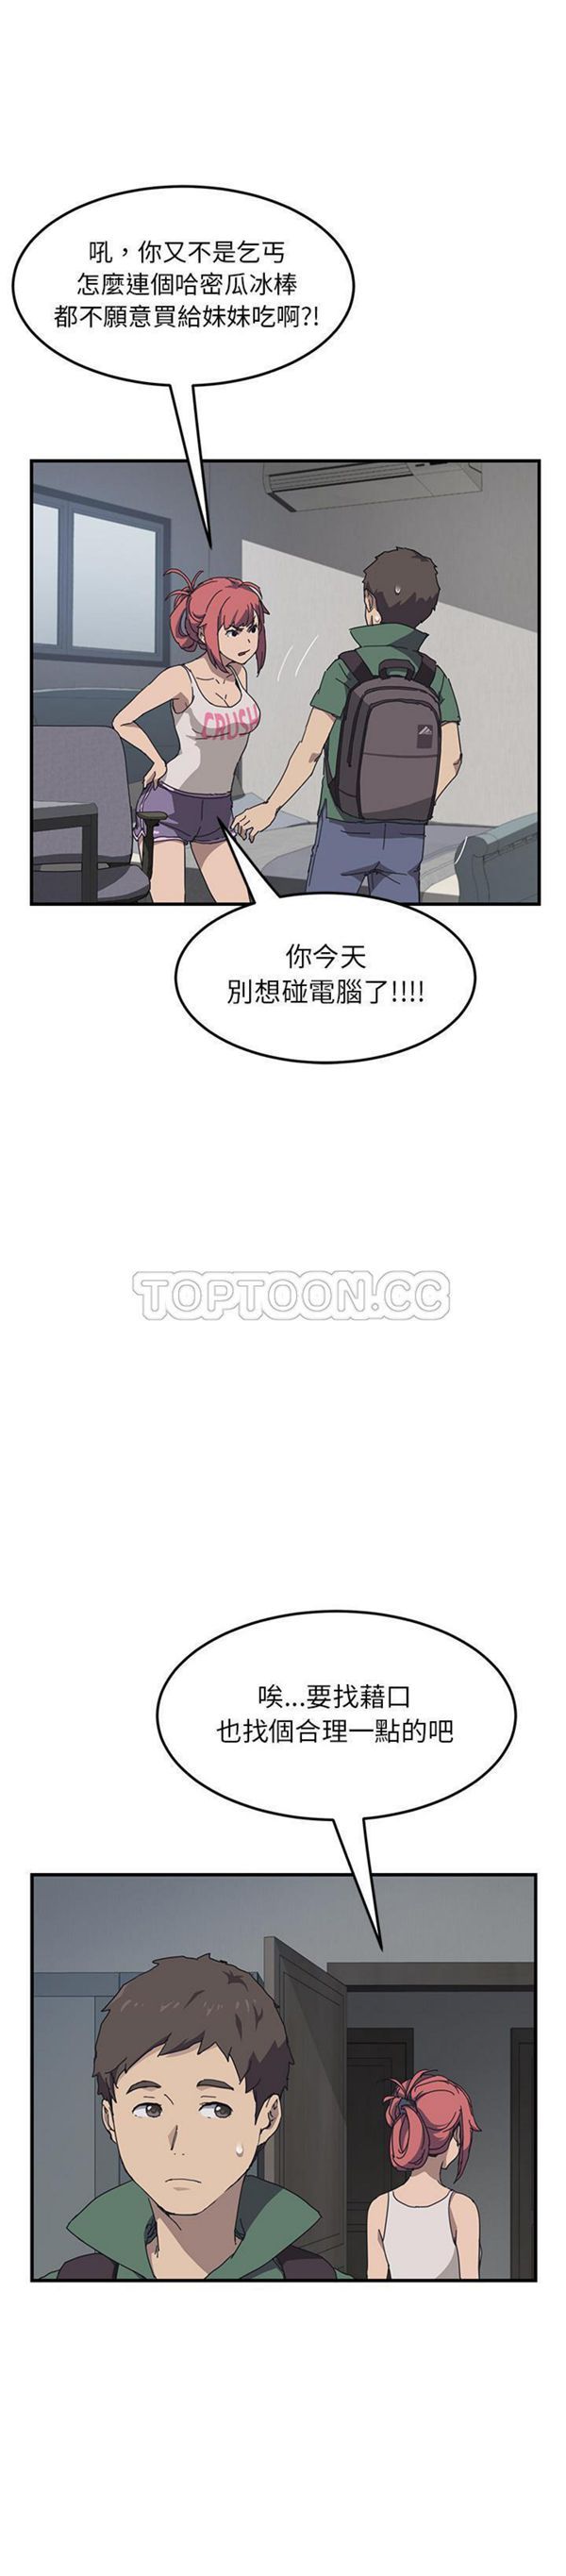 吼，你又不是乞丐
怎麼連個哈密瓜冰棒
都不願意買給妹妹吃啊?!
CRUSH
你今天
別想碰電腦了!!!!
TOPTOON.CC
唉...要找藉口
也找個合理一點的吧